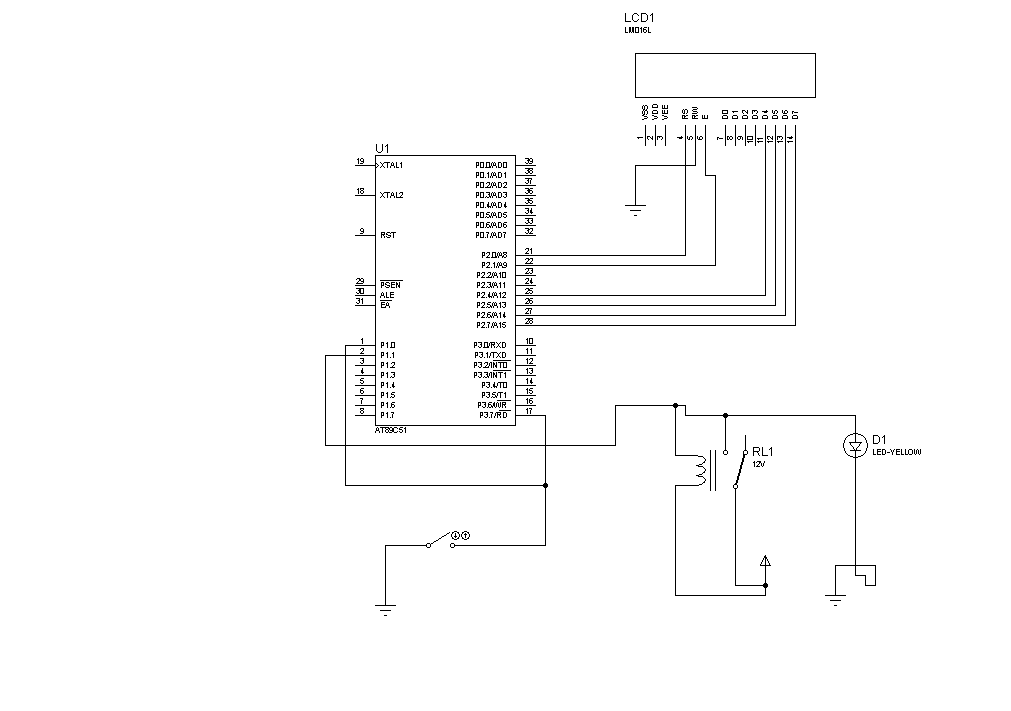 LCD1
LM016L
VSS
VDD
VEE
RS
RW
E
D0
D1
D2
D3
D4
D5
D6
D7
1
2
3
4
5
6
7
8
9
10
11
12
13
14
U1
19 XTAL1 P0.0/AD0 39
P0.1/AD1 38
P0.2/AD2 37
18 XTAL2 P0.3/AD3 36
P0.4/AD4 35
P0.5/AD5 34
P0.6/AD6 33
9 RST P0.7/AD7 32
P2.0/A8 21
P2.1/A9 22
P2.2/A10 23
29 PSEN P2.3/A11 24
30 ALE P2.4/A12 25
31 EA P2.5/A13 26
P2.6/A14 27
P2.7/A15 28
1 P1.0 P3.0/RXD 10
2 P1.1 P3.1/TXD 11
3 P1.2 P3.2/INT0 12
4 P1.3 P3.3/INT1 13
5 P1.4 P3.4/T0 14
6 P1.5 P3.5/T1 15
7 P1.6 P3.6/WR 16
8 P1.7 P3.7/RD 17
AT89C51
RL1
12V
D1
LED-YELLOW